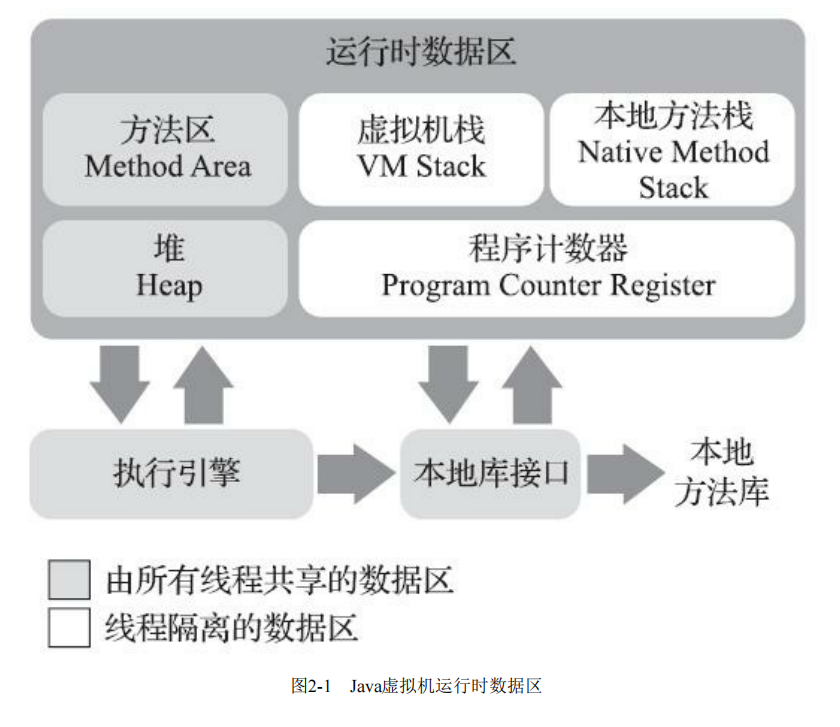 运行时数据区
方法区
Method Area
虚拟机栈
VM Stack
本地方法栈
Native Method
Stack
堆
Heap
程序计数器
Program Counter Register
执行引擎
本地库接口
本地
方法库
由所有线程共享的数据区
线程隔离的数据区
图2-1 Java虚拟机运行时数据区